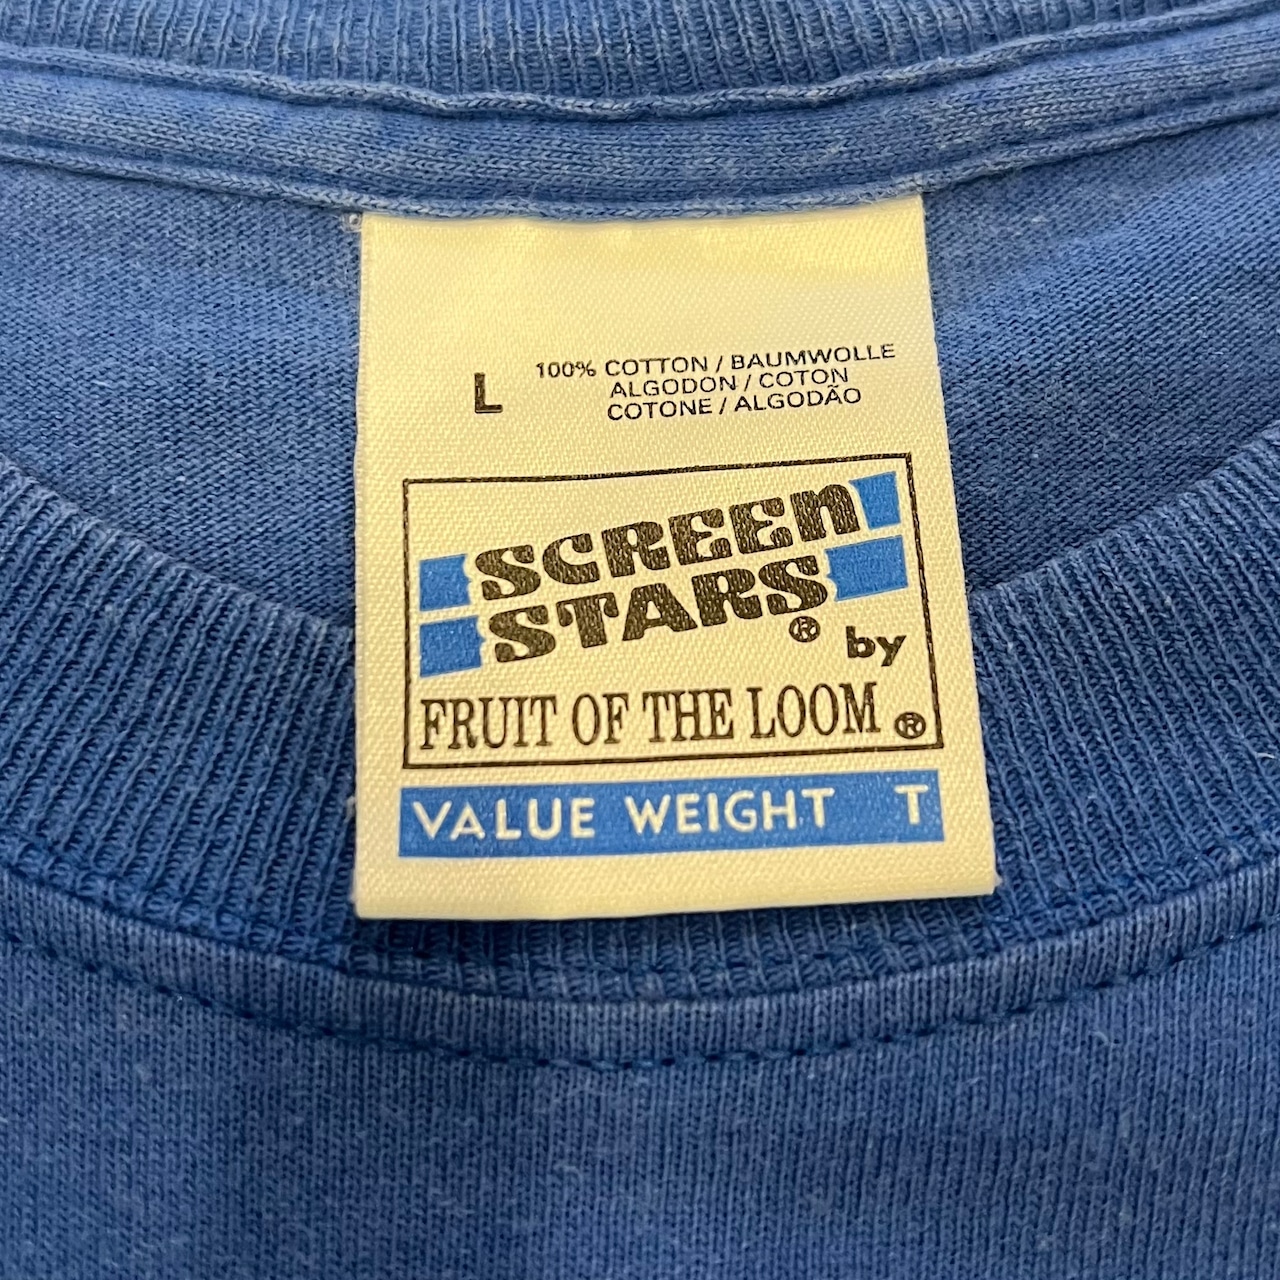 L
100% COTTON / BAUMWOLLE
ALGODON / COTON
COTONE / ALGODÃO
SCREEN
STARS ®
by
FRUIT OF THE LOOM ®
VALUE WEIGHT T